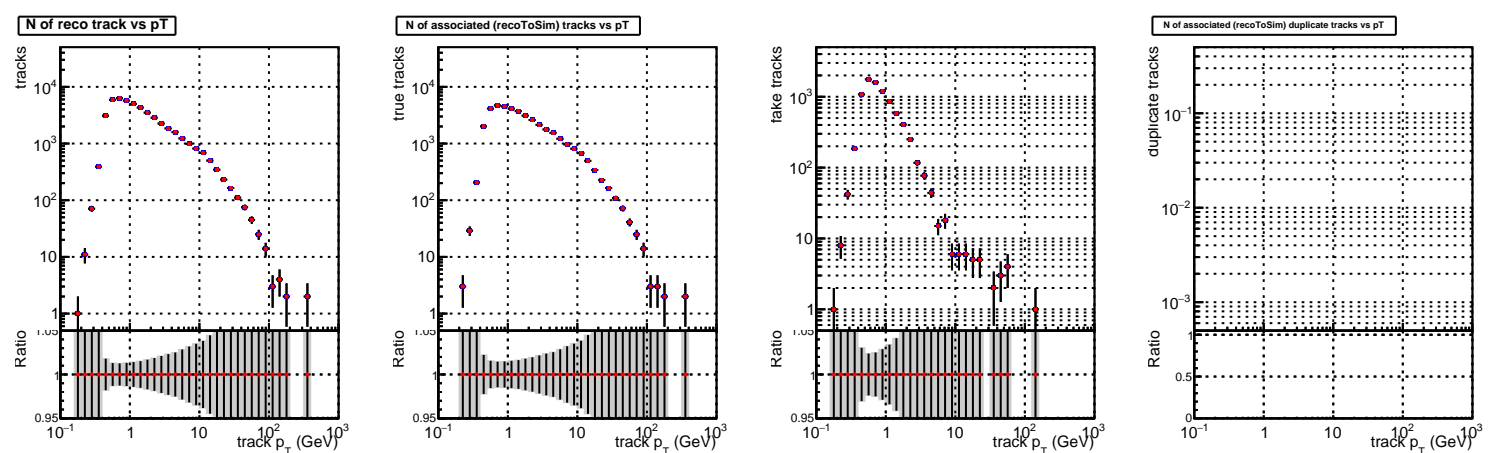 N of reco track vs pT
tracks
10⁴
10³
10²
10
1
Ratio
1.05
1
0.95
10⁻¹ 1 10 10² 10³
track p_T (GeV)
N of associated (recoToSim) tracks vs pT
true tracks
10⁴
10³
10²
10
1
Ratio
1.05
1
0.95
10⁻¹ 1 10 10² 10³
track p_T (GeV)
fake tracks
10³
10²
10
1
Ratio
1.05
1
0.95
10⁻¹ 1 10 10² 10³
track p_T (GeV)
N of associated (recoToSim) duplicate tracks vs pT
duplicate tracks
10⁻¹
10⁻²
10⁻³
Ratio
1
0.5
0
10⁻¹ 1 10 10² 10³
track p_T (GeV)